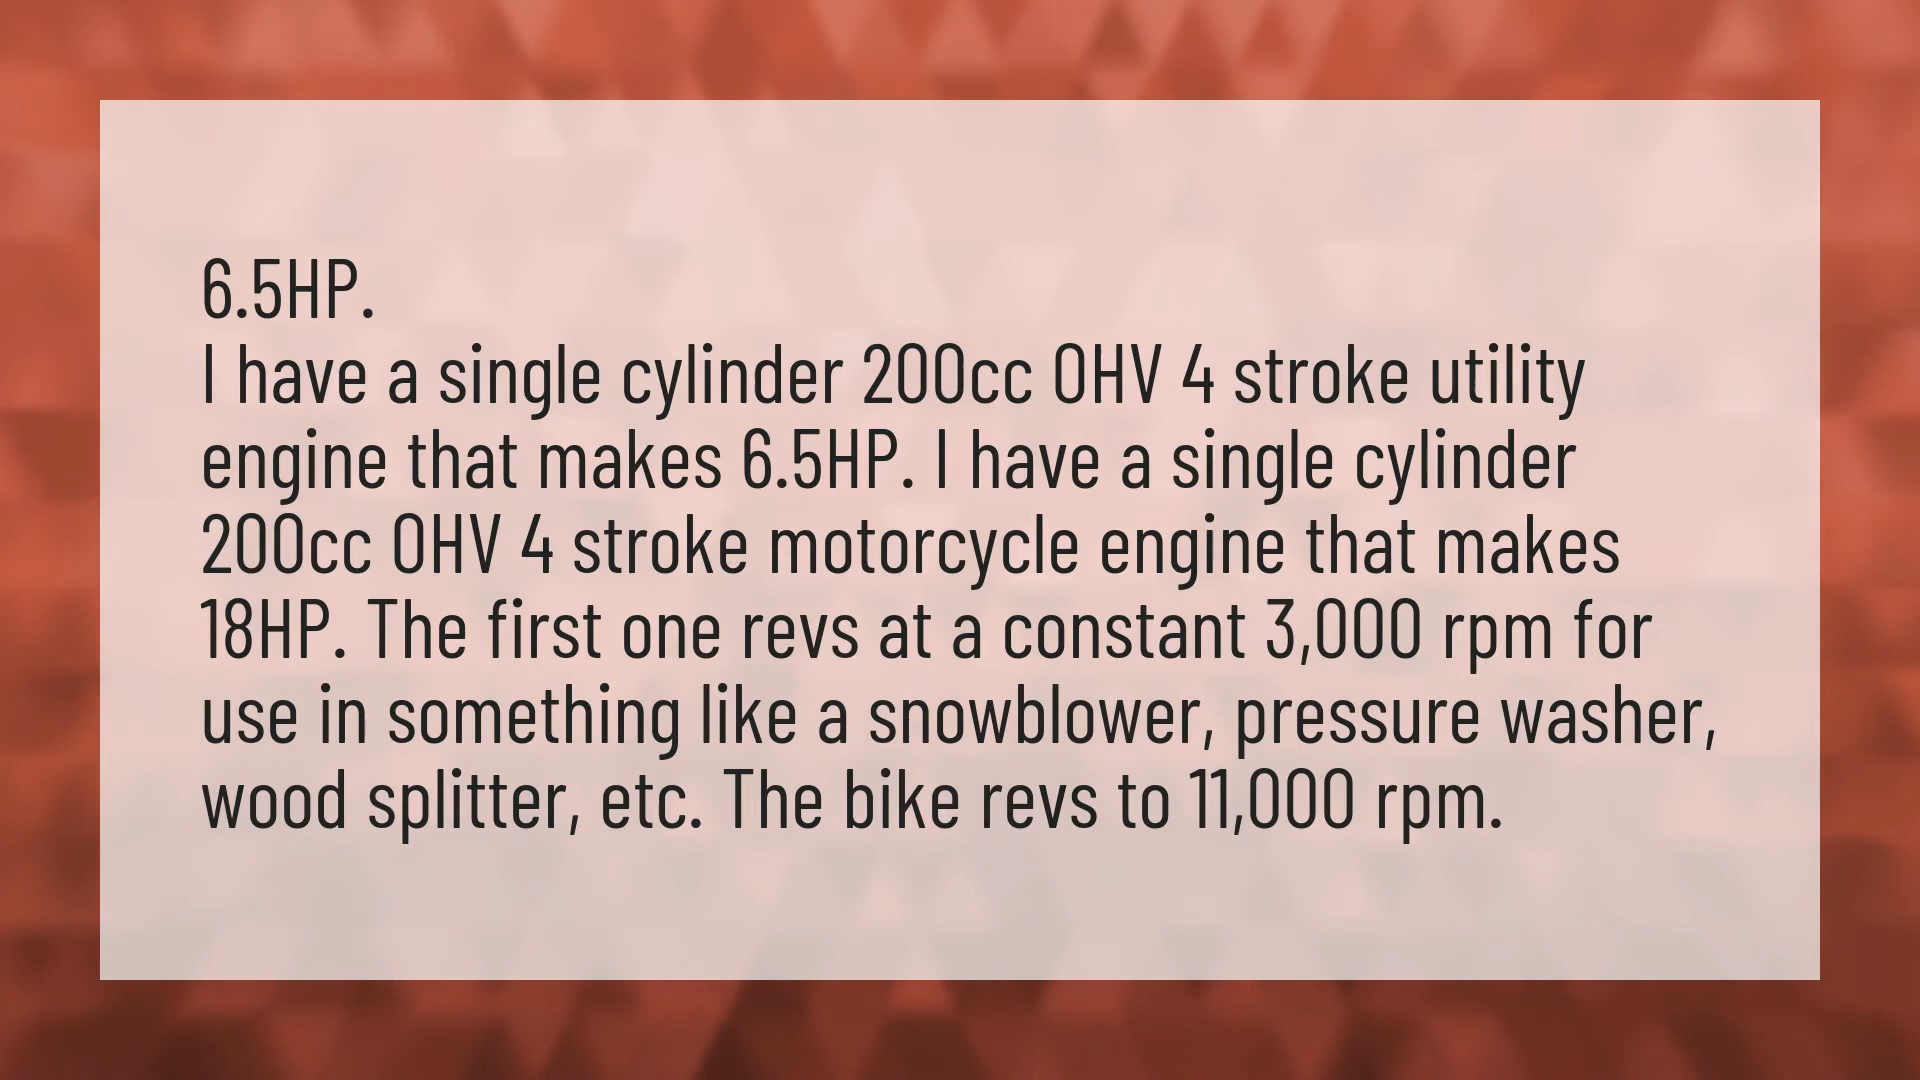 6.5HP.
I have a single cylinder 200cc OHV 4 stroke utility
engine that makes 6.5HP. I have a single cylinder
200cc OHV 4 stroke motorcycle engine that makes
18HP. The first one revs at a constant 3,000 rpm for
use in something like a snowblower, pressure washer,
wood splitter, etc. The bike revs to 11,000 rpm.